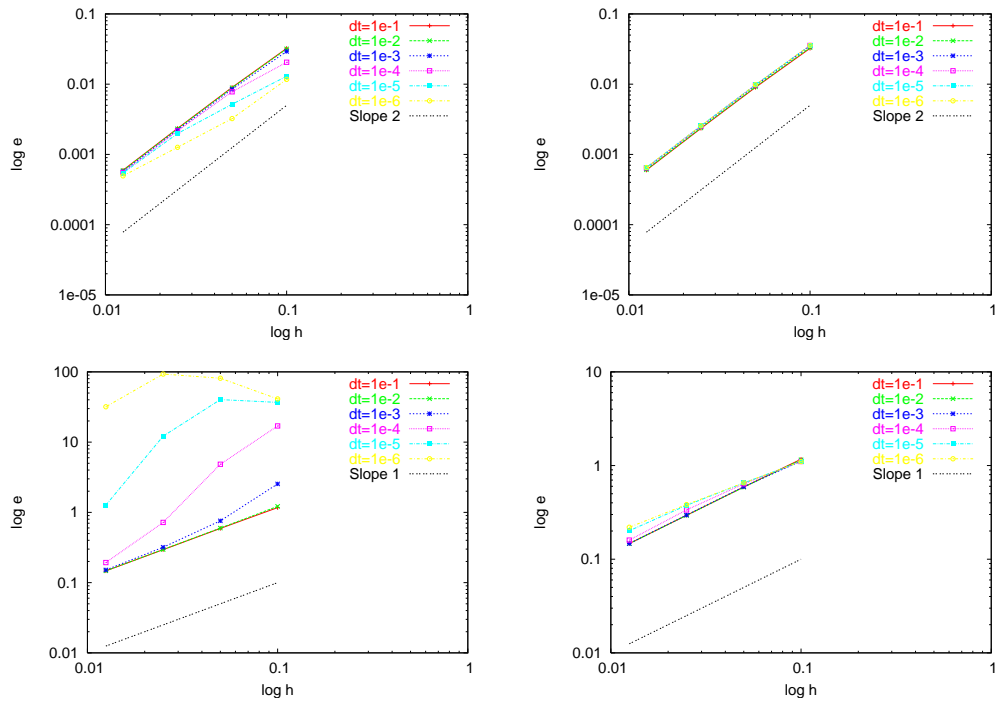 0.1
0.01
0.001
0.0001
1e-05
0.01
0.1
1
log e
log h
dt=1e-1
dt=1e-2
dt=1e-3
dt=1e-4
dt=1e-5
dt=1e-6
Slope 2
0.1
0.01
0.001
0.0001
1e-05
0.01
0.1
1
log e
log h
dt=1e-1
dt=1e-2
dt=1e-3
dt=1e-4
dt=1e-5
dt=1e-6
Slope 2
100
10
1
0.1
0.01
0.01
0.1
1
log e
log h
dt=1e-1
dt=1e-2
dt=1e-3
dt=1e-4
dt=1e-5
dt=1e-6
Slope 1
10
1
0.1
0.01
0.01
0.1
1
log e
log h
dt=1e-1
dt=1e-2
dt=1e-3
dt=1e-4
dt=1e-5
dt=1e-6
Slope 1